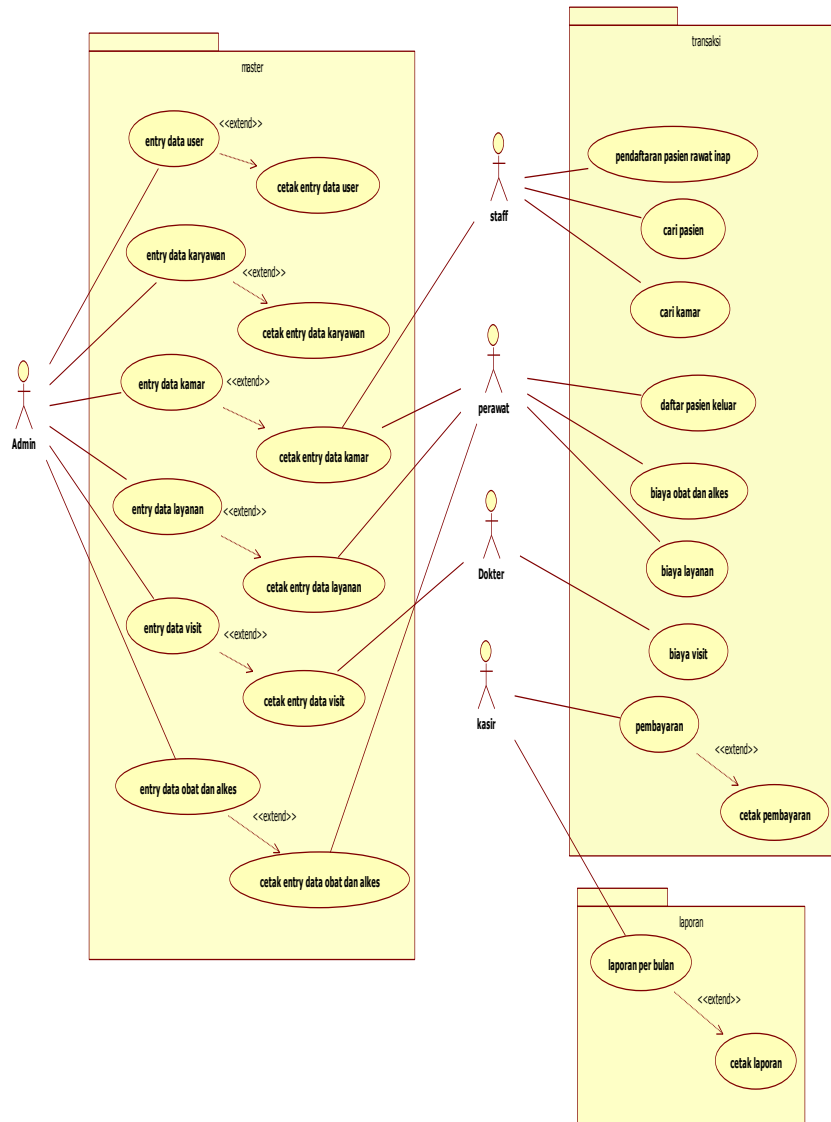 master
entry data user
<<extend>>
cetak entry data user
entry data karyawan
<<extend>>
cetak entry data karyawan
entry data kamar
<<extend>>
cetak entry data kamar
entry data layanan
<<extend>>
cetak entry data layanan
entry data visit
<<extend>>
cetak entry data visit
entry data obat dan alkes
<<extend>>
cetak entry data obat dan alkes
Admin
staff
perawat
Dokter
kasir
transaksi
pendaftaran pasien rawat inap
cari pasien
cari kamar
daftar pasien keluar
biaya obat dan alkes
biaya layanan
biaya visit
pembayaran
<<extend>>
cetak pembayaran
laporan
laporan per bulan
<<extend>>
cetak laporan